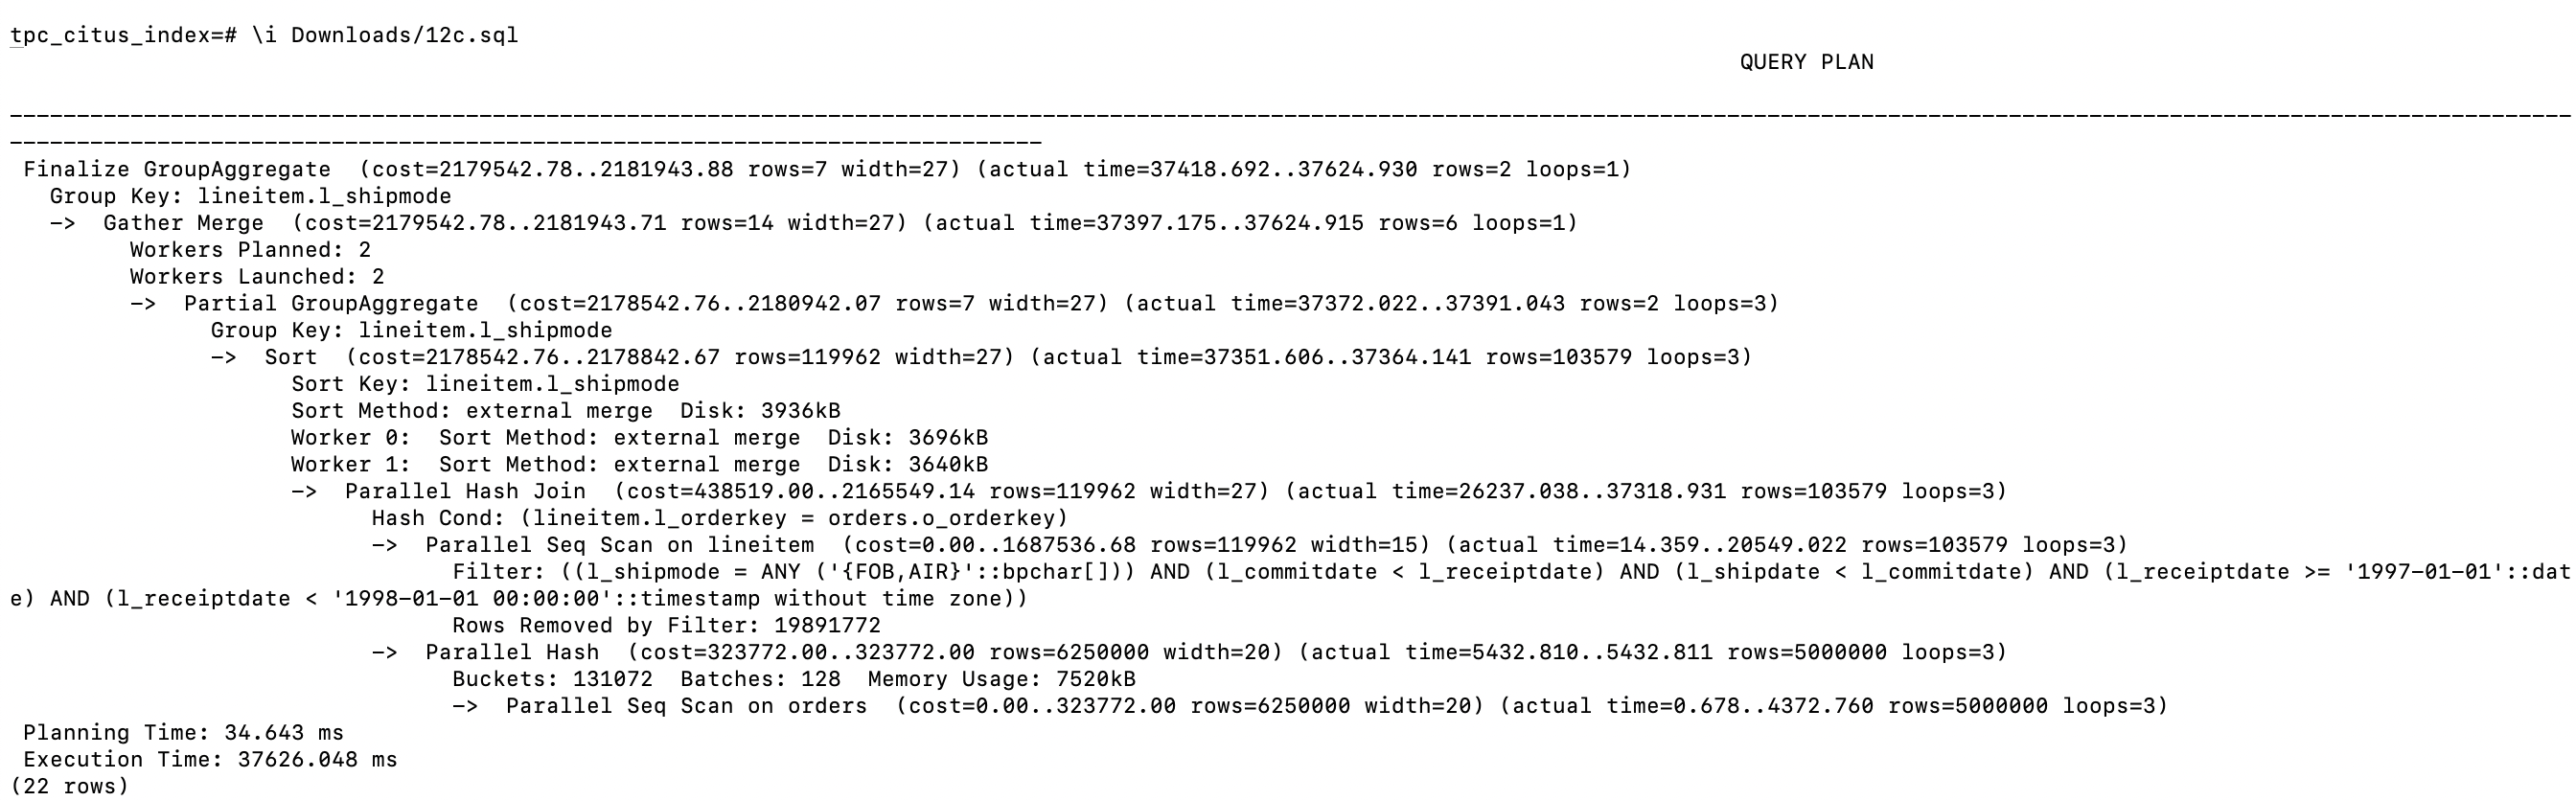 tpc_citus_index=# \i Downloads/12c.sql
QUERY PLAN
-----------------------------------------------------------------------------------------------------------------------------------------------------------------------------------------------
-----------------------------------------------------------------------------
Finalize GroupAggregate  (cost=2179542.78..2181943.88 rows=7 width=27) (actual time=37418.692..37624.930 rows=2 loops=1)
Group Key: lineitem.l_shipmode
->  Gather Merge  (cost=2179542.78..2181943.71 rows=14 width=27) (actual time=37397.175..37624.915 rows=6 loops=1)
Workers Planned: 2
Workers Launched: 2
->  Partial GroupAggregate  (cost=2178542.76..2180942.07 rows=7 width=27) (actual time=37372.022..37391.043 rows=2 loops=3)
Group Key: lineitem.l_shipmode
->  Sort  (cost=2178542.76..2178842.67 rows=119962 width=27) (actual time=37351.606..37364.141 rows=103579 loops=3)
Sort Key: lineitem.l_shipmode
Sort Method: external merge  Disk: 3936kB
Worker 0:  Sort Method: external merge  Disk: 3696kB
Worker 1:  Sort Method: external merge  Disk: 3640kB
->  Parallel Hash Join  (cost=438519.00..2165549.14 rows=119962 width=27) (actual time=26237.038..37318.931 rows=103579 loops=3)
Hash Cond: (lineitem.l_orderkey = orders.o_orderkey)
->  Parallel Seq Scan on lineitem  (cost=0.00..1687536.68 rows=119962 width=15) (actual time=14.359..20549.022 rows=103579 loops=3)
Filter: ((l_shipmode = ANY ('{FOB,AIR}'::bpchar[])) AND (l_commitdate < l_receiptdate) AND (l_shipdate < l_commitdate) AND (l_receiptdate >= '1997-01-01'::dat
e) AND (l_receiptdate < '1998-01-01 00:00:00'::timestamp without time zone))
Rows Removed by Filter: 19891772
->  Parallel Hash  (cost=323772.00..323772.00 rows=6250000 width=20) (actual time=5432.810..5432.811 rows=5000000 loops=3)
Buckets: 131072  Batches: 128  Memory Usage: 7520kB
->  Parallel Seq Scan on orders  (cost=0.00..323772.00 rows=6250000 width=20) (actual time=0.678..4372.760 rows=5000000 loops=3)
Planning Time: 34.643 ms
Execution Time: 37626.048 ms
(22 rows)